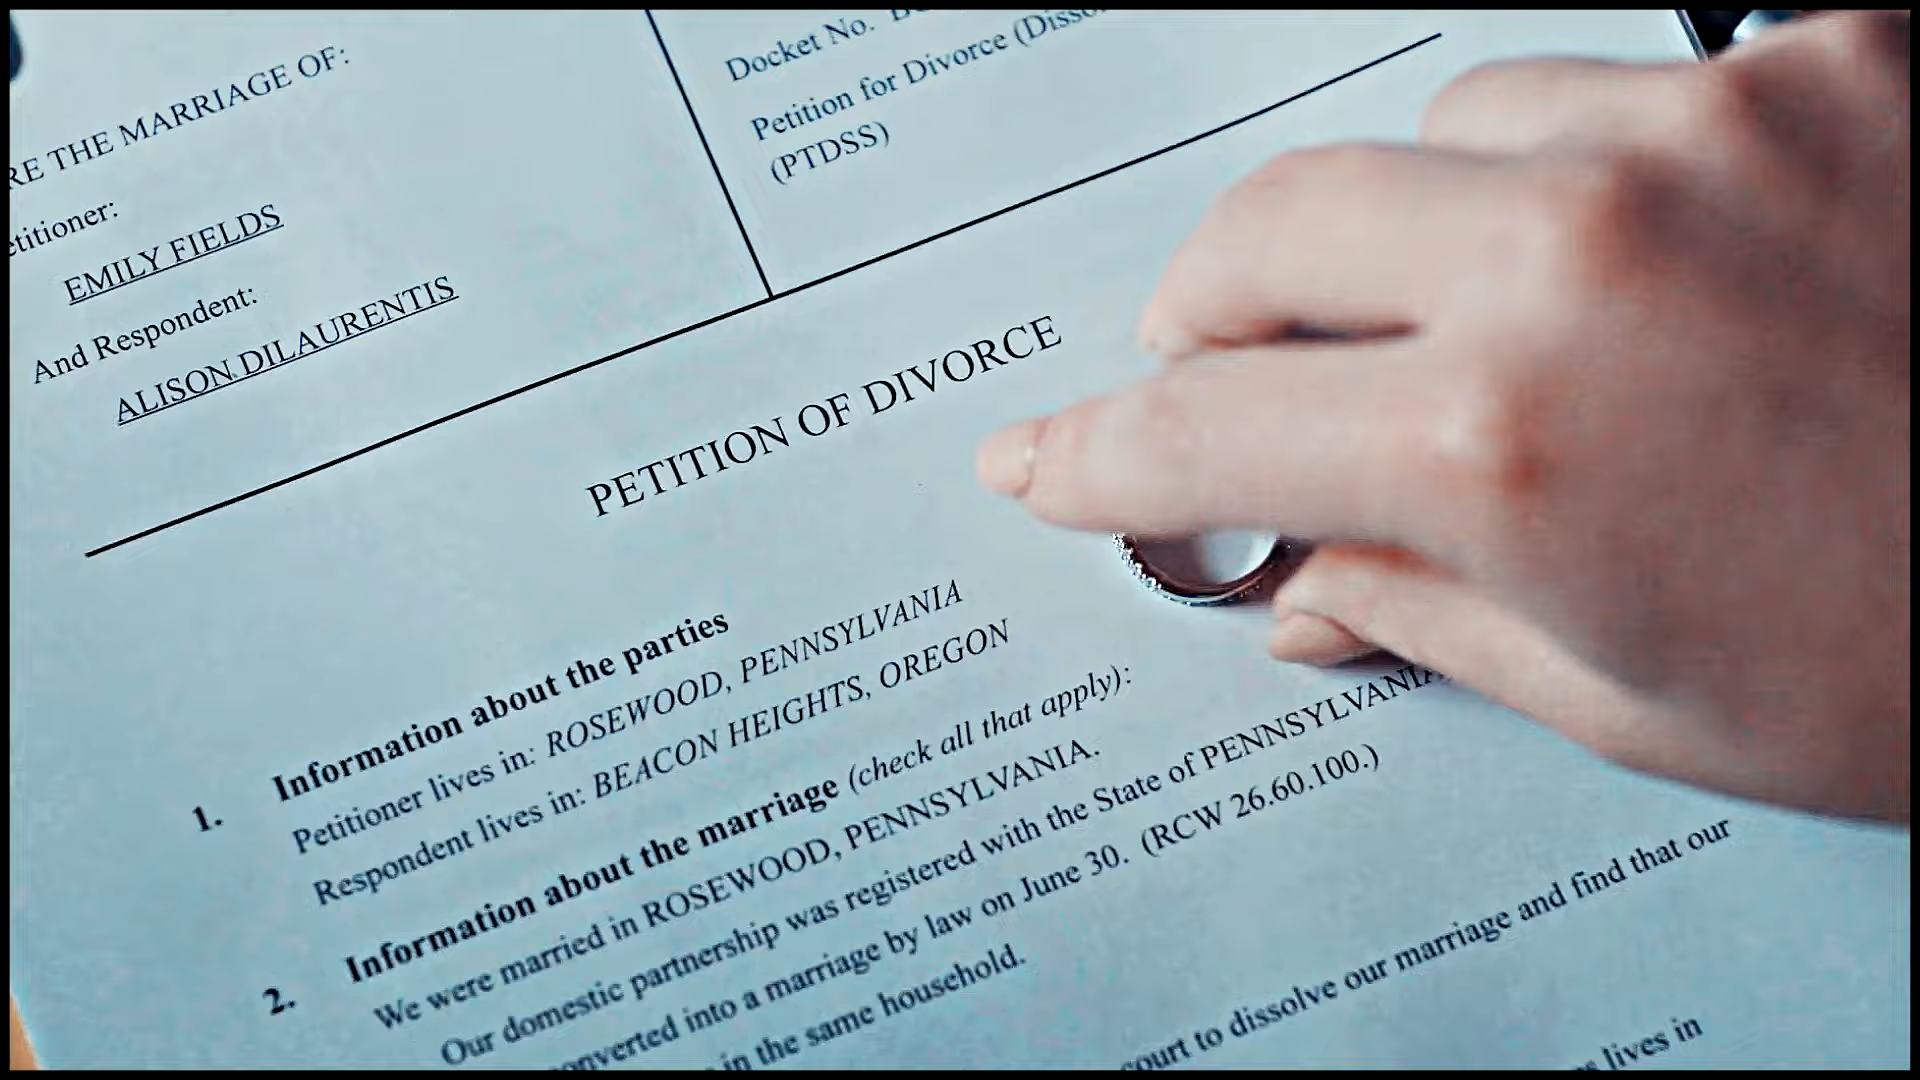 RE THE MARRIAGE OF:
etitioner:
EMILY FIELDS
And Respondent:
ALISON DILAURENTIS
Docket No.
Petition for Divorce
(PTDSS)
PETITION OF DIVORCE
1. Information about the parties
Petitioner lives in: ROSEWOOD, PENNSYLVANIA
Respondent lives in: BEACON HEIGHTS, OREGON
2. Information about the marriage (check all that apply):
We were married in ROSEWOOD, PENNSYLVANIA.
Our domestic partnership was registered with the State of PENNSYLVANIA
onverted into a marriage by law on June 30. (RCW 26.60.100.)
in the same household.
court to dissolve our marriage and find that our
lives in